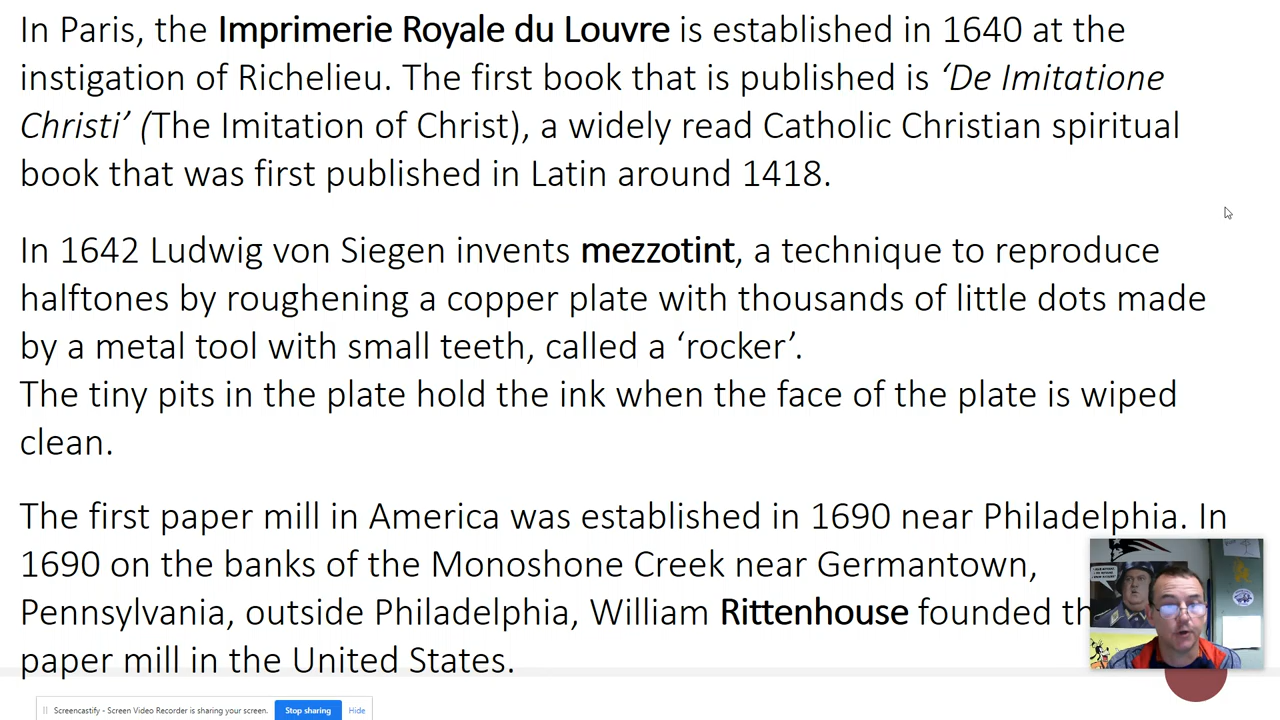 In Paris, the Imprimerie Royale du Louvre is established in 1640 at the
instigation of Richelieu. The first book that is published is ‘De Imitatione
Christi’ (The Imitation of Christ), a widely read Catholic Christian spiritual
book that was first published in Latin around 1418.
In 1642 Ludwig von Siegen invents mezzotint, a technique to reproduce
halftones by roughening a copper plate with thousands of little dots made
by a metal tool with small teeth, called a ‘rocker’.
The tiny pits in the plate hold the ink when the face of the plate is wiped
clean.
The first paper mill in America was established in 1690 near Philadelphia. In
1690 on the banks of the Monoshone Creek near Germantown,
Pennsylvania, outside Philadelphia, William Rittenhouse founded th
paper mill in the United States.
Screencastify - Screen Video Recorder is sharing your screen. Stop sharing Hide